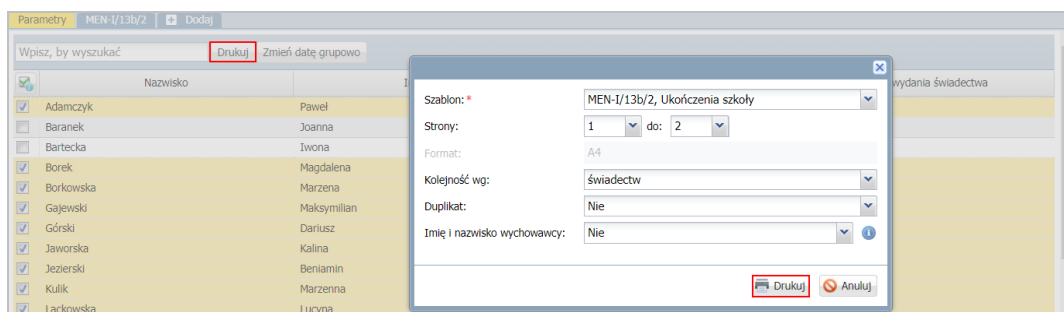 Parametry MEN-I/13b/2 Dodaj
Wpisz, by wyszukać Drukuj Zmień datę grupowo
Nazwisko I wydania świadectwa
Adamczyk Paweł
Baranek Joanna
Bartecka Iwona
Borek Magdalena
Borkowska Marzena
Gajewski Maksymilian
Górski Dariusz
Jaworska Kalina
Jezierski Beniamin
Kulik Marzenna
Lackowska Lucyna
Szablon:* MEN-I/13b/2, Ukończenia szkoły
Strony: 1 do: 2
Format: A4
Kolejność wg: świadectw
Duplikat: Nie
Imię i nazwisko wychowawcy: Nie
Drukuj Anuluj